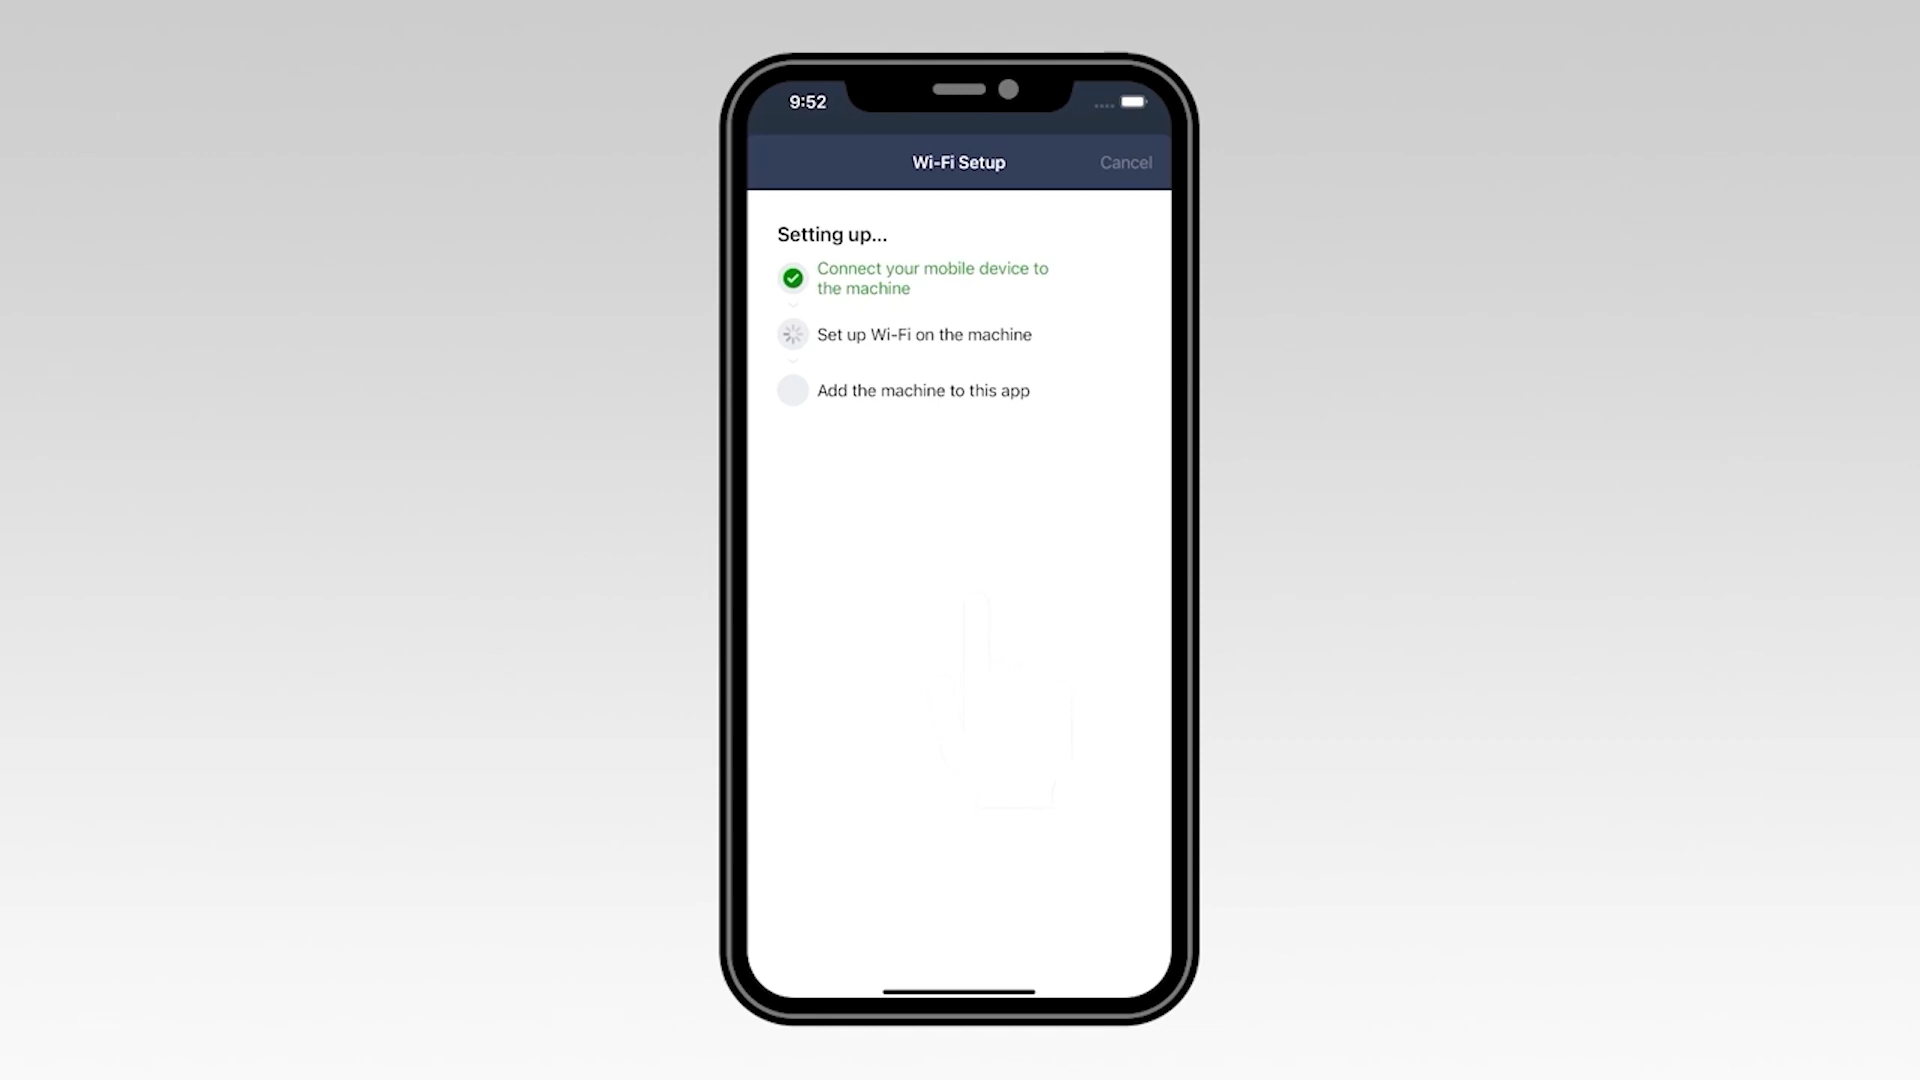 9:52
Wi-Fi Setup
Cancel
Setting up...
Connect your mobile device to
the machine
Set up Wi-Fi on the machine
Add the machine to this app